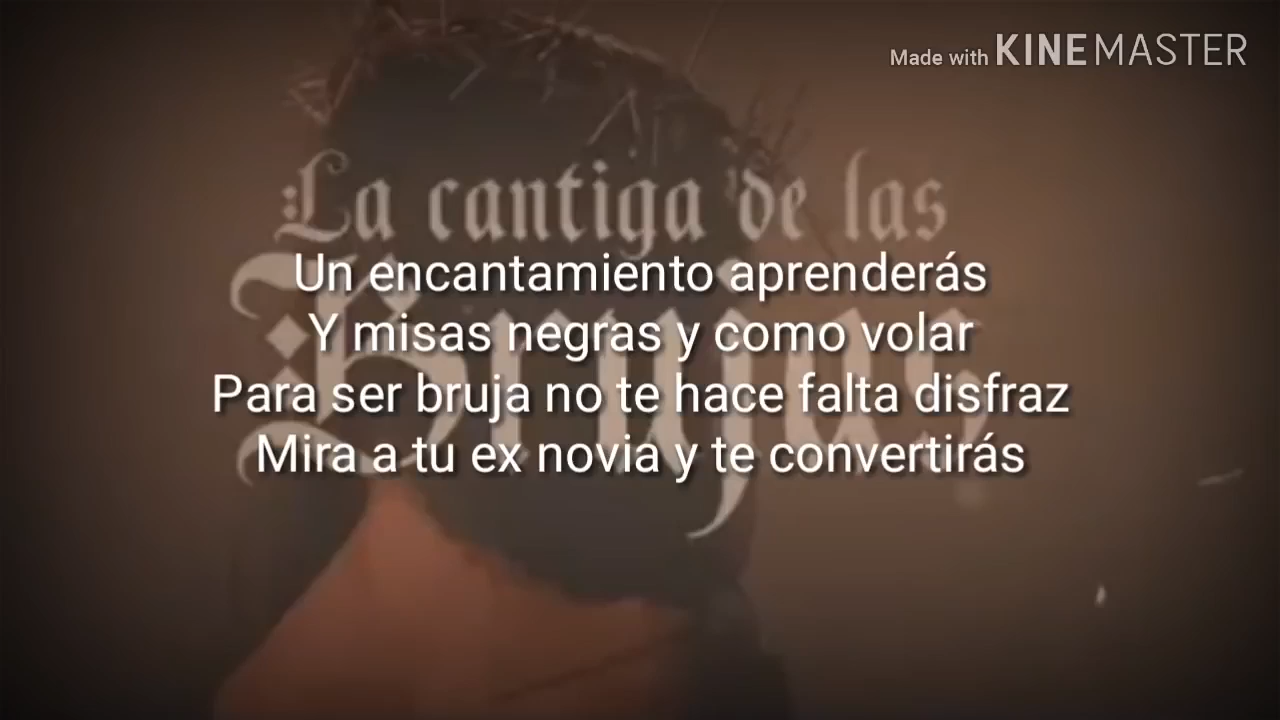 Made with KINEMASTER
La cantiga de las
Brujas
Un encantamiento aprenderás
Y misas negras y como volar
Para ser bruja no te hace falta disfraz
Mira a tu ex novia y te convertirás